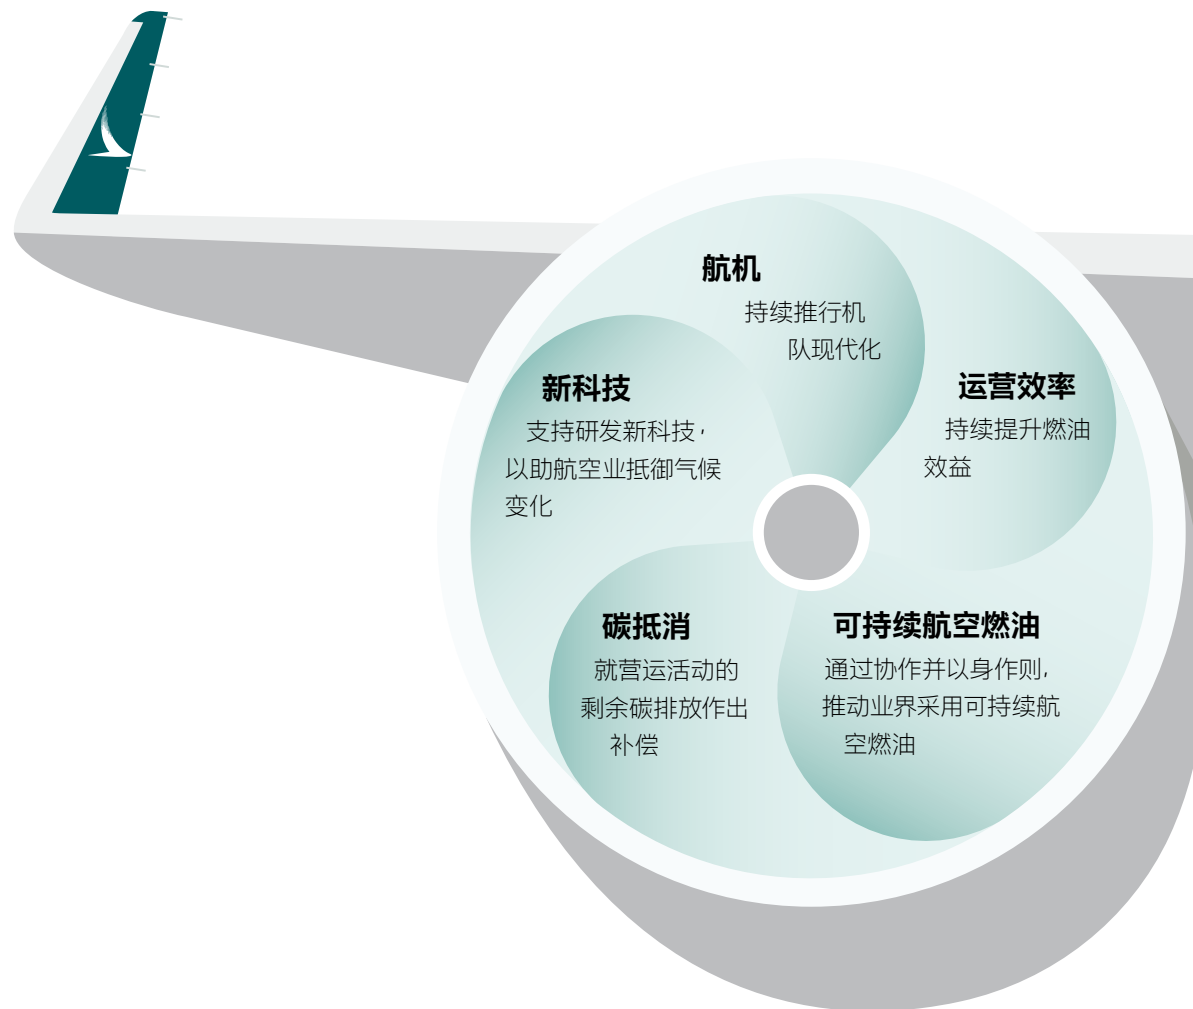 航机
持续推行机
队现代化
运营效率
持续提升燃油
效益
可持续航空燃油
通过协作并以身作则，
推动业界采用可持续航
空燃油
碳抵消
就营运活动的
剩余碳排放作出
补偿
新科技
支持研发新科技，
以助航空业抵御气候
变化